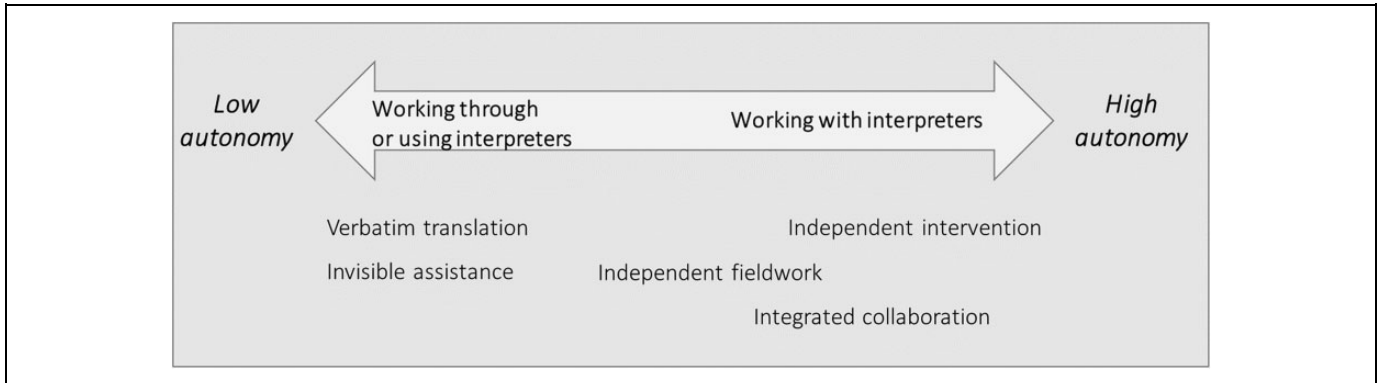 Low
autonomy
Working through
or using interpreters
Working with interpreters
High
autonomy
Verbatim translation
Independent intervention
Invisible assistance
Independent fieldwork
Integrated collaboration